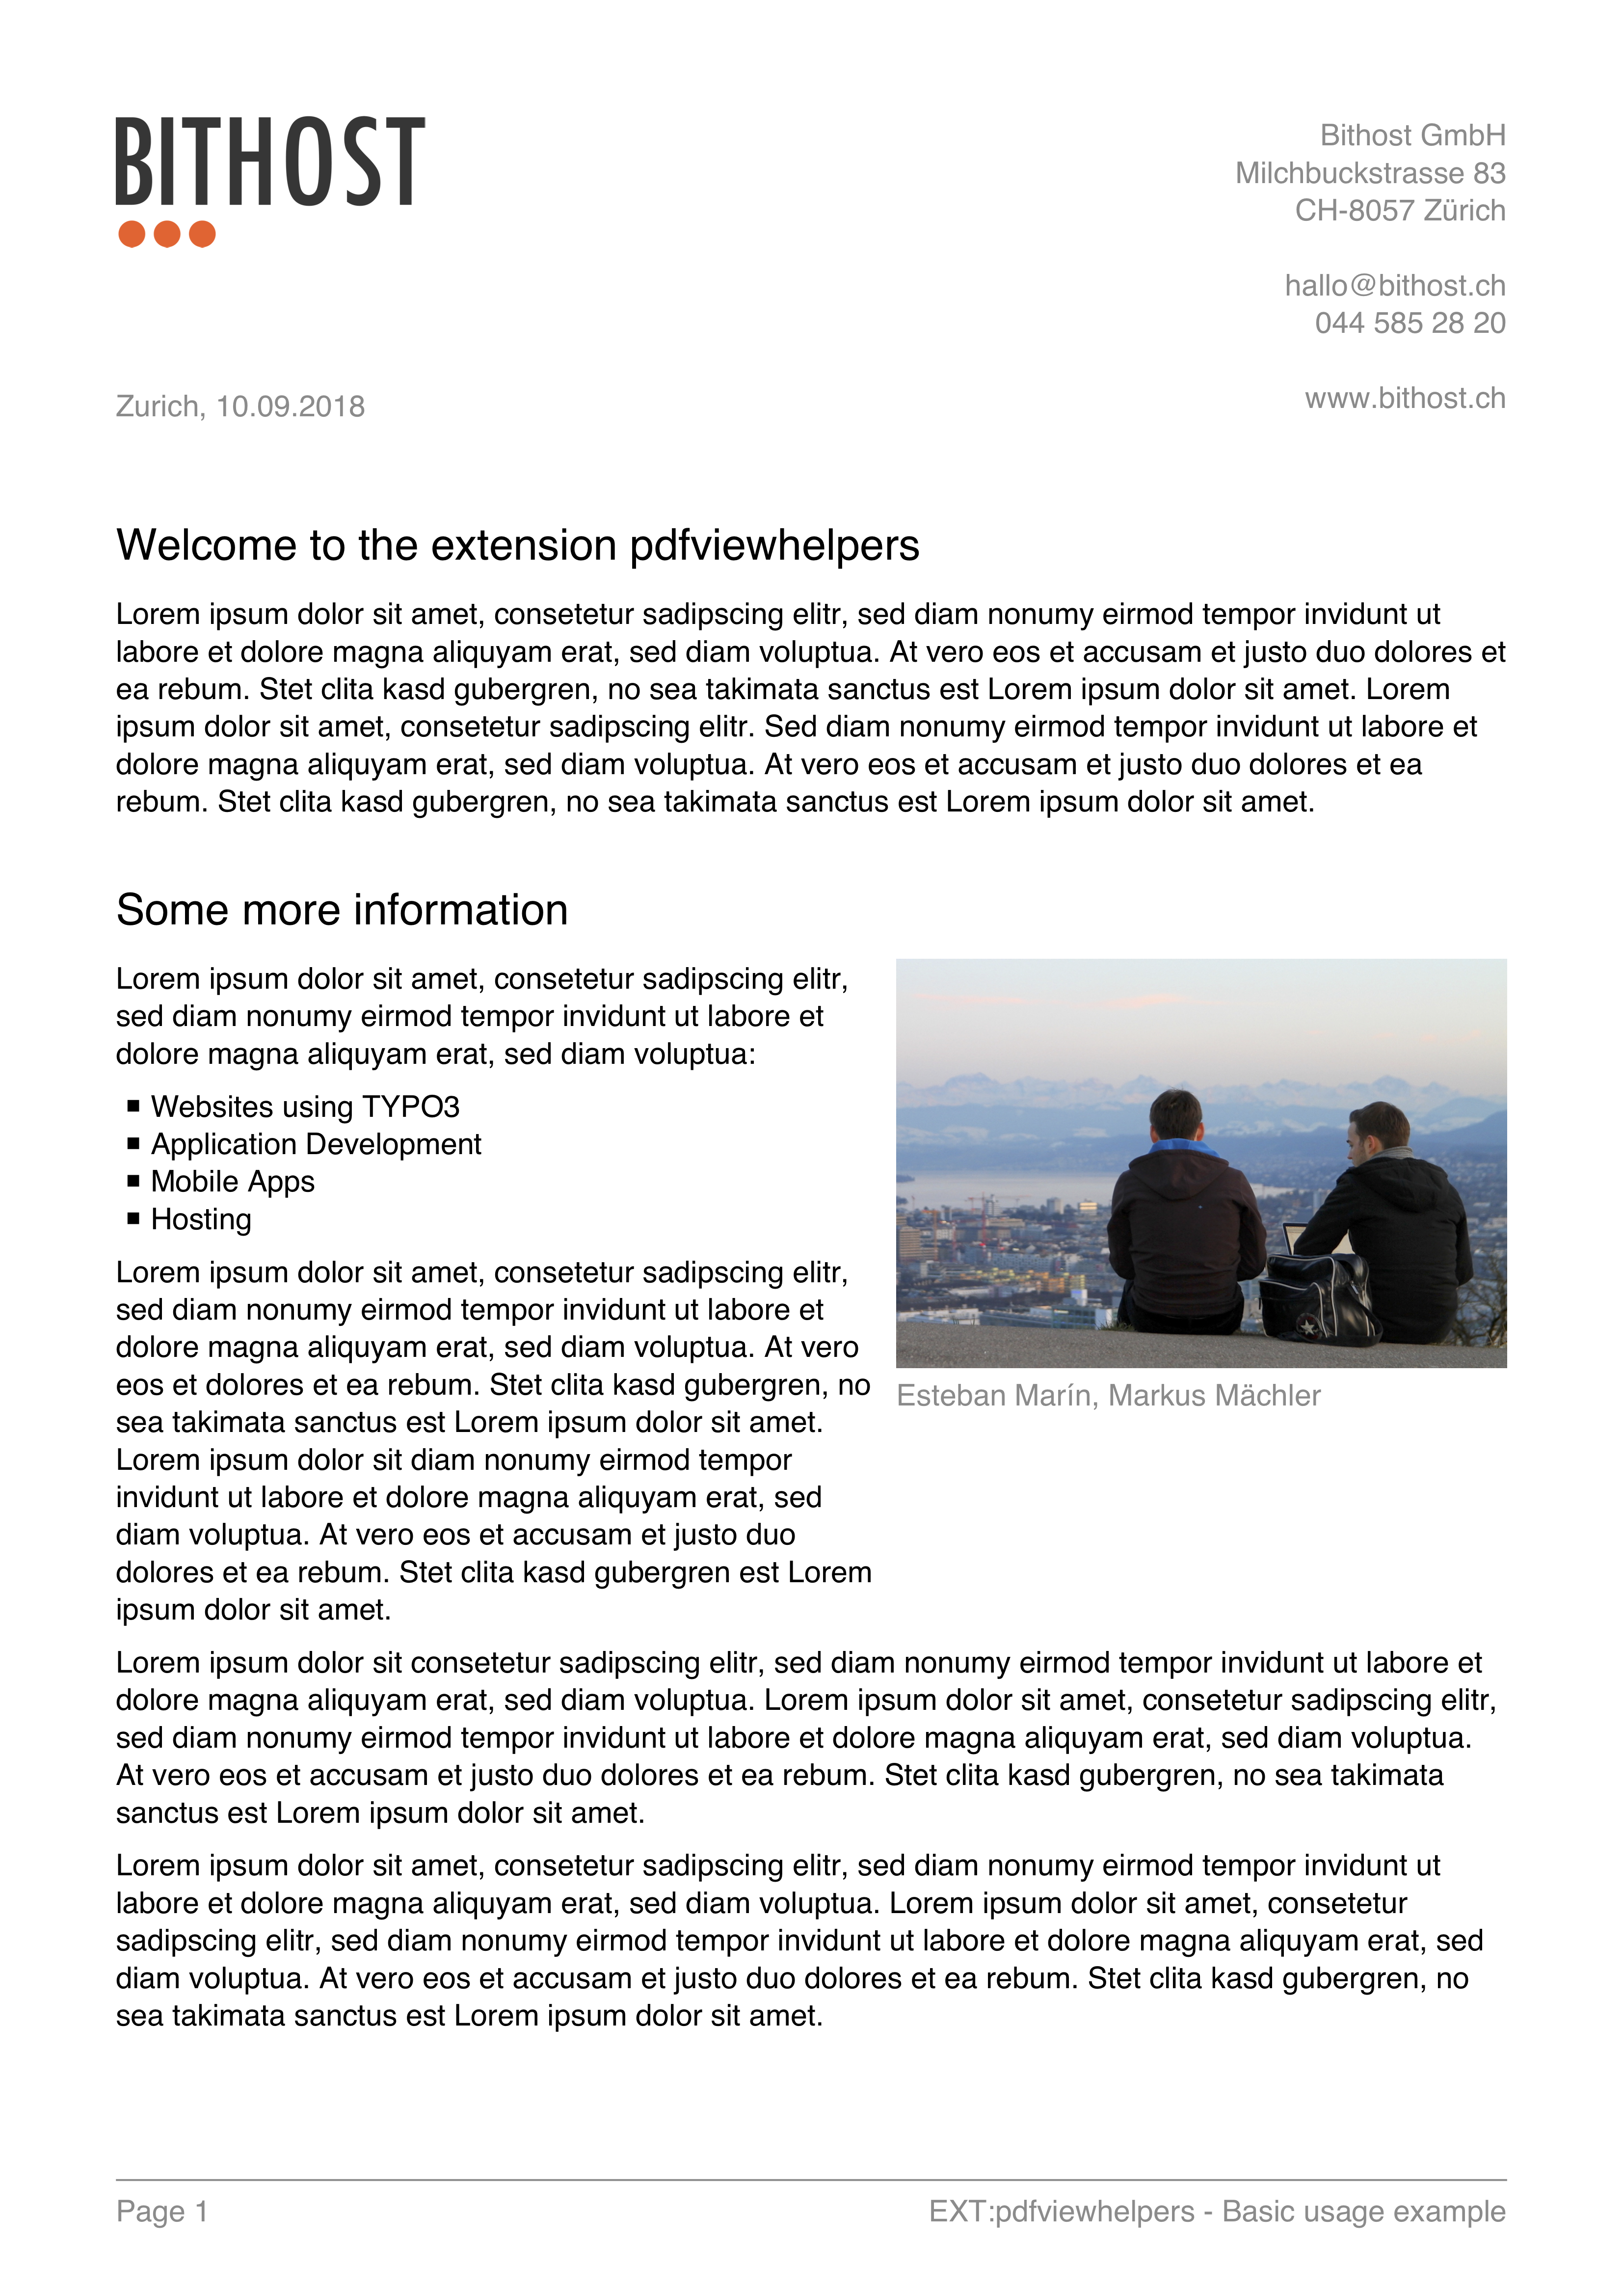 BITHOST
Bithost GmbH
Milchbuckstrasse 83
CH-8057 Zürich
hallo@bithost.ch
044 585 28 20
www.bithost.ch
Zurich, 10.09.2018
Welcome to the extension pdfviewhelpers
Lorem ipsum dolor sit amet, consetetur sadipscing elitr, sed diam nonumy eirmod tempor invidunt ut
labore et dolore magna aliquyam erat, sed diam voluptua. At vero eos et accusam et justo duo dolores et
ea rebum. Stet clita kasd gubergren, no sea takimata sanctus est Lorem ipsum dolor sit amet. Lorem
ipsum dolor sit amet, consetetur sadipscing elitr. Sed diam nonumy eirmod tempor invidunt ut labore et
dolore magna aliquyam erat, sed diam voluptua. At vero eos et accusam et justo duo dolores et ea
rebum. Stet clita kasd gubergren, no sea takimata sanctus est Lorem ipsum dolor sit amet.
Some more information
Lorem ipsum dolor sit amet, consetetur sadipscing elitr,
sed diam nonumy eirmod tempor invidunt ut labore et
dolore magna aliquyam erat, sed diam voluptua:
■ Websites using TYPO3
■ Application Development
■ Mobile Apps
■ Hosting
Lorem ipsum dolor sit amet, consetetur sadipscing elitr,
sed diam nonumy eirmod tempor invidunt ut labore et
dolore magna aliquyam erat, sed diam voluptua. At vero
eos et dolores et ea rebum. Stet clita kasd gubergren, no
sea takimata sanctus est Lorem ipsum dolor sit amet.
Lorem ipsum dolor sit diam nonumy eirmod tempor
invidunt ut labore et dolore magna aliquyam erat, sed
diam voluptua. At vero eos et accusam et justo duo
dolores et ea rebum. Stet clita kasd gubergren est Lorem
ipsum dolor sit amet.
Esteban Marín, Markus Mächler
Lorem ipsum dolor sit consetetur sadipscing elitr, sed diam nonumy eirmod tempor invidunt ut labore et
dolore magna aliquyam erat, sed diam voluptua. Lorem ipsum dolor sit amet, consetetur sadipscing elitr,
sed diam nonumy eirmod tempor invidunt ut labore et dolore magna aliquyam erat, sed diam voluptua.
At vero eos et accusam et justo duo dolores et ea rebum. Stet clita kasd gubergren, no sea takimata
sanctus est Lorem ipsum dolor sit amet.
Lorem ipsum dolor sit amet, consetetur sadipscing elitr, sed diam nonumy eirmod tempor invidunt ut
labore et dolore magna aliquyam erat, sed diam voluptua. Lorem ipsum dolor sit amet, consetetur
sadipscing elitr, sed diam nonumy eirmod tempor invidunt ut labore et dolore magna aliquyam erat, sed
diam voluptua. At vero eos et accusam et justo duo dolores et ea rebum. Stet clita kasd gubergren, no
sea takimata sanctus est Lorem ipsum dolor sit amet.
Page 1
EXT:pdfviewhelpers - Basic usage example